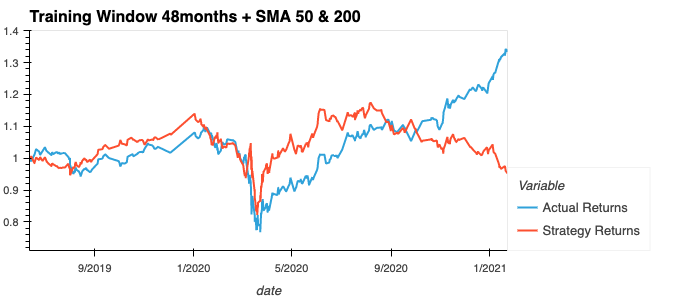 Training Window 48months + SMA 50 & 200
1.4
1.3
1.2
1.1
1
0.9
0.8
9/2019
1/2020
5/2020
9/2020
1/2021
date
Variable
Actual Returns
Strategy Returns